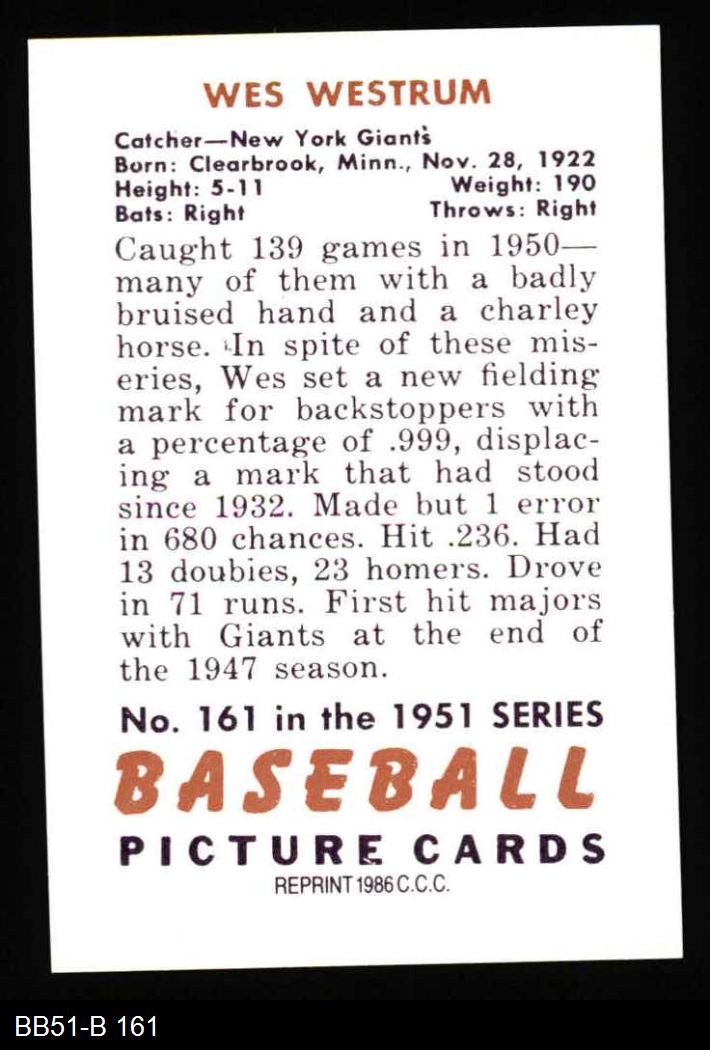 WES WESTRUM
Catcher—New York Giants
Born: Clearbrook, Minn., Nov. 28, 1922
Height: 5-11 Weight: 190
Bats: Right Throws: Right
Caught 139 games in 1950—
many of them with a badly
bruised hand and a charley
horse. In spite of these mis-
eries, Wes set a new fielding
mark for backstoppers with
a percentage of .999, displac-
ing a mark that had stood
since 1932. Made but 1 error
in 680 chances. Hit .236. Had
13 doubies, 23 homers. Drove
in 71 runs. First hit majors
with Giants at the end of
the 1947 season.
No. 161 in the 1951 SERIES
BASEBALL
PICTURE CARDS
REPRINT 1986 C.C.C.
BB51-B 161